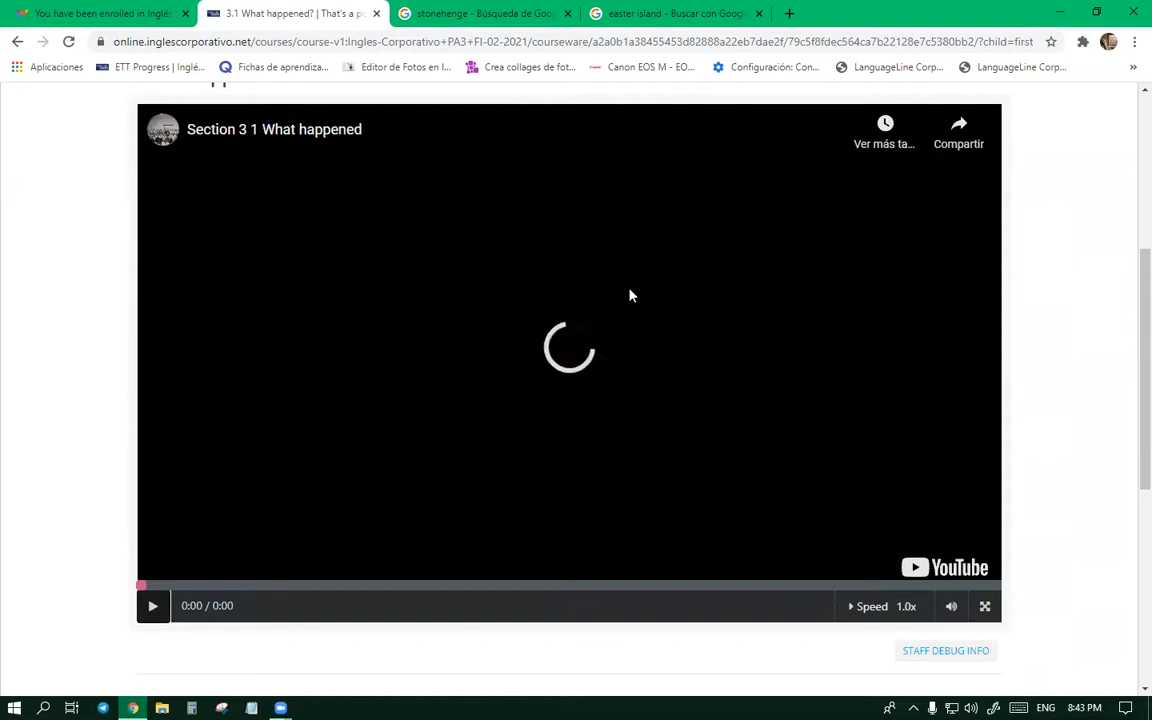 You have been enrolled in Inglés
3.1 What happened? | That's a po
stonehenge - Búsqueda de Goo
easter island - Buscar con Google
online.inglescorporativo.net/courses/course-v1:Ingles-Corporativo+PA3+FI-02-2021/courseware/a2a0b1a38455453d82888a22eb7dae2f/79c5f8fdec564ca7b22128e7c5380bb2/?child=first
Aplicaciones
ETT Progress | Inglé...
Fichas de aprendiza...
Editor de Fotos en l...
Crea collages de fot...
Canon EOS M - EO...
Configuración: Con...
LanguageLine Corp...
LanguageLine Corp...
Section 3 1 What happened
Ver más ta...
Compartir
YouTube
0:00 / 0:00
Speed 1.0x
STAFF DEBUG INFO
ENG
8:43 PM